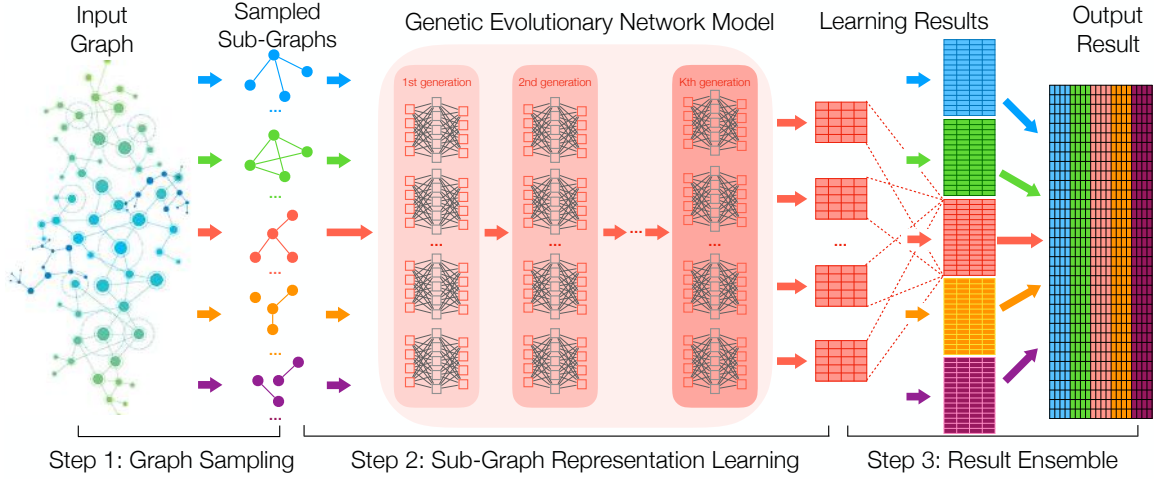 Input
Graph
Sampled
Sub-Graphs
Genetic Evolutionary Network Model
Learning Results
Output
Result
1st generation
2nd generation
Kth generation
...
...
...
...
...
...
...
...
...
...
Step 1: Graph Sampling
Step 2: Sub-Graph Representation Learning
Step 3: Result Ensemble